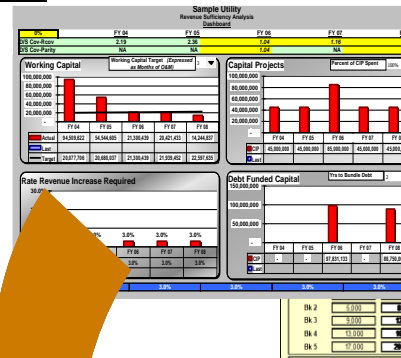 Sample Utility
Revenue Sufficiency Analysis
Dashboard
0% FY 04 FY 05 FY 06 FY 07
D/S Cov-Rcov 2.19 2.36 1.04 1.16
D/S Cov-Parity NA NA 1.04 NA
Working Capital
Working Capital Target (Expressed as Months of O&M) 3
100,000,000
80,000,000
60,000,000
40,000,000
20,000,000
-
FY 04 FY 05 FY 06 FY 07 FY 08
Actual 94,509,622 54,544,605 21,300,439 20,421,413 14,244,837
Last
Target 20,077,706 20,680,037 21,300,439 21,939,452 22,597,635
Capital Projects
Percent of CIP Spent 100%
100,000,000
80,000,000
60,000,000
40,000,000
20,000,000
-
FY 04 FY 05 FY 06 FY 07 FY 08
CIP 45,000,000 45,000,000 85,000,000 45,000,000
Last
Rate Revenue Increase Required
30.0%
3.0% 3.0% 3.0%
FY 06 FY 07 FY 08
3.0% 3.0%
Debt Funded Capital
Yrs to Bundle Debt 2
150,000,000
100,000,000
50,000,000
-
FY 04 FY 05 FY 06 FY 07 FY 08
CIP - - 97,831,133 -
Last
3.0% 3.0% 3.0% 3.0%
Bk 2 5,000
Bk 3 9,000
Bk 4 13,000
Bk 5 17,000